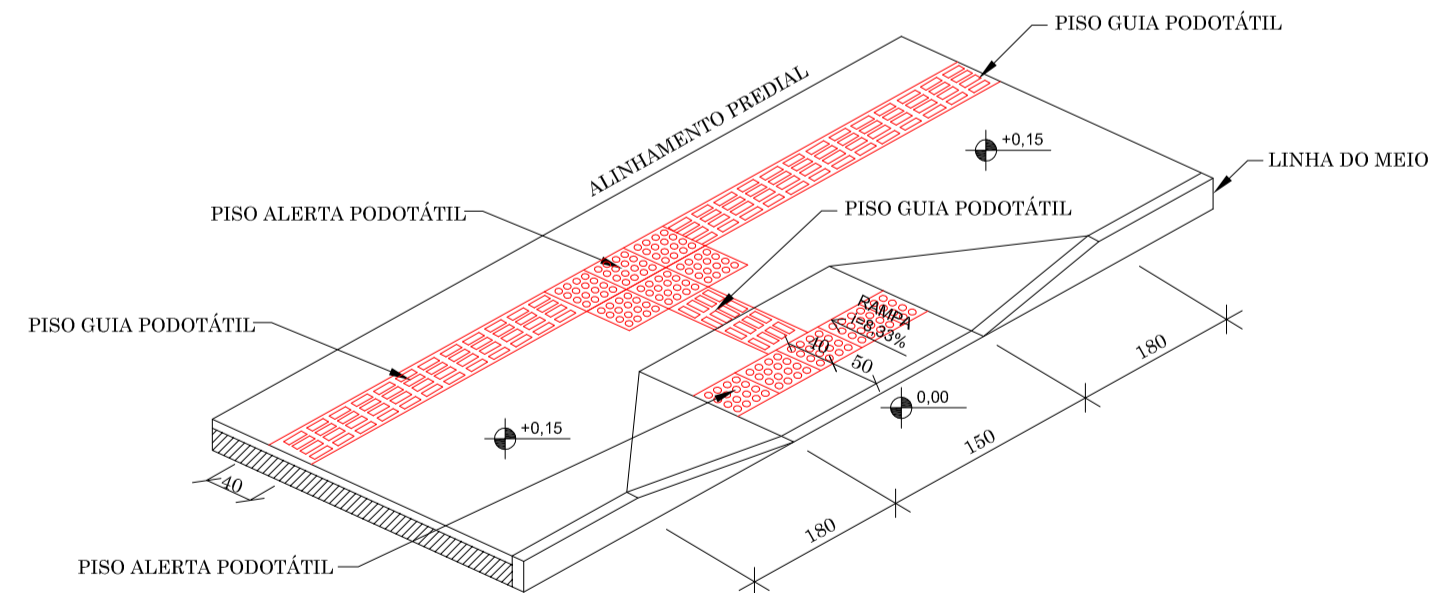 PISO GUIA PODOTÁTIL
ALINHAMENTO PREDIAL
+0,15
LINHA DO MEIO
PISO ALERTA PODOTÁTIL
PISO GUIA PODOTÁTIL
PISO GUIA PODOTÁTIL
RAMPA
i=8,33%
40
50
180
0,00
+0,15
150
40
180
PISO ALERTA PODOTÁTIL